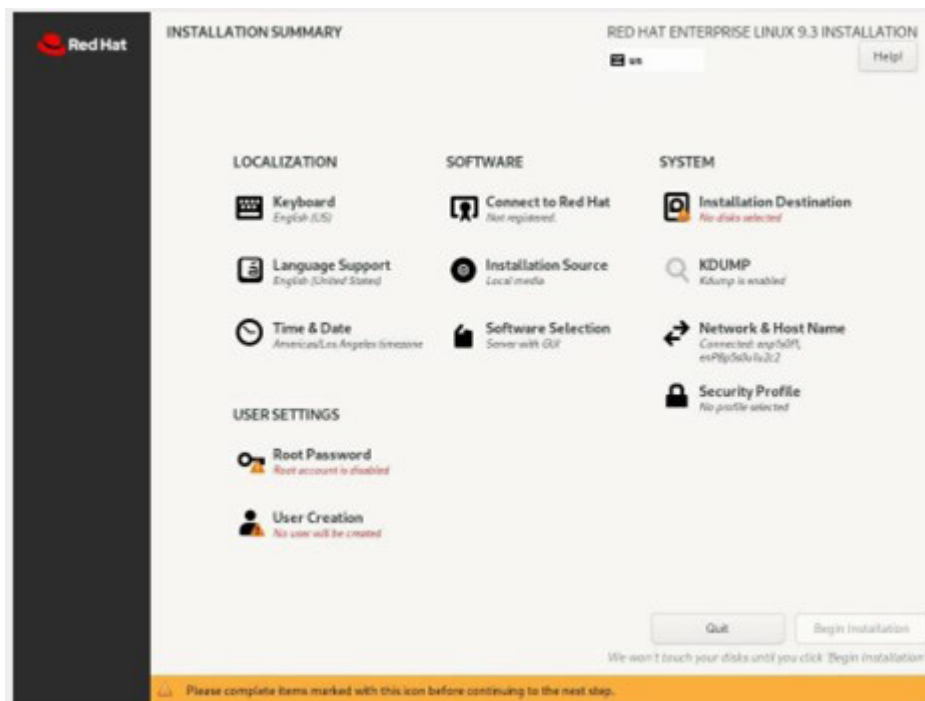 Red Hat
INSTALLATION SUMMARY
RED HAT ENTERPRISE LINUX 9.3 INSTALLATION
us
Help!
LOCALIZATION
Keyboard
English (US)
Language Support
English (United States)
Time & Date
Americas/Los Angeles timezone
SOFTWARE
Connect to Red Hat
Not registered.
Installation Source
Local media
Software Selection
Server with GUI
SYSTEM
Installation Destination
No disks selected
KDUMP
Kdump is enabled
Network & Host Name
Connected:
Security Profile
No profile selected
USER SETTINGS
Root Password
Root account is disabled
User Creation
No user will be created
Quit
Begin Installation
We won't touch your disks until you click 'Begin Installation
Please complete items marked with this icon before continuing to the next step.